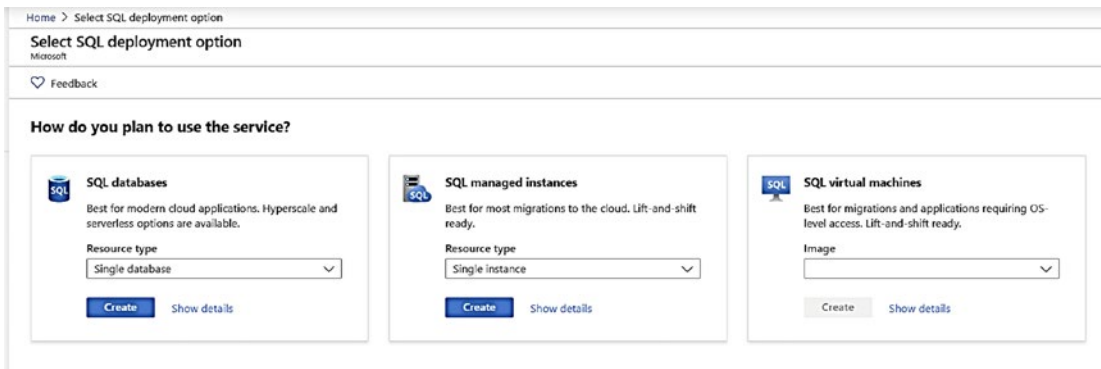 Home > Select SQL deployment option
Select SQL deployment option
Microsoft
Feedback
How do you plan to use the service?
SQL
SQL databases
Best for modern cloud applications. Hyperscale and
serverless options are available.
Resource type
Single database
Create
Show details
SQL
SQL managed instances
Best for most migrations to the cloud. Lift-and-shift
ready.
Resource type
Single instance
Create
Show details
SQL
SQL virtual machines
Best for migrations and applications requiring OS-
level access. Lift-and-shift ready.
Image
Create
Show details